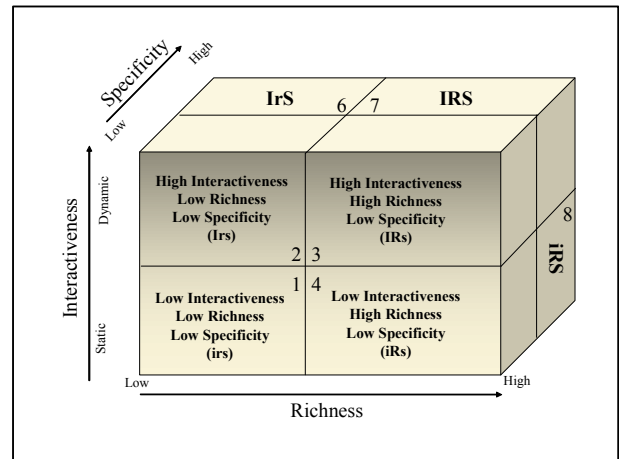 Specificity
High
Low
IrS
6
7
IRS
Interactiveness
Dynamic
Static
High Interactiveness
Low Richness
Low Specificity
(Irs)
2
High Interactiveness
High Richness
Low Specificity
(IRs)
3
8
iRS
1
Low Interactiveness
Low Richness
Low Specificity
(irs)
4
Low Interactiveness
High Richness
Low Specificity
(iRs)
Low
High
Richness